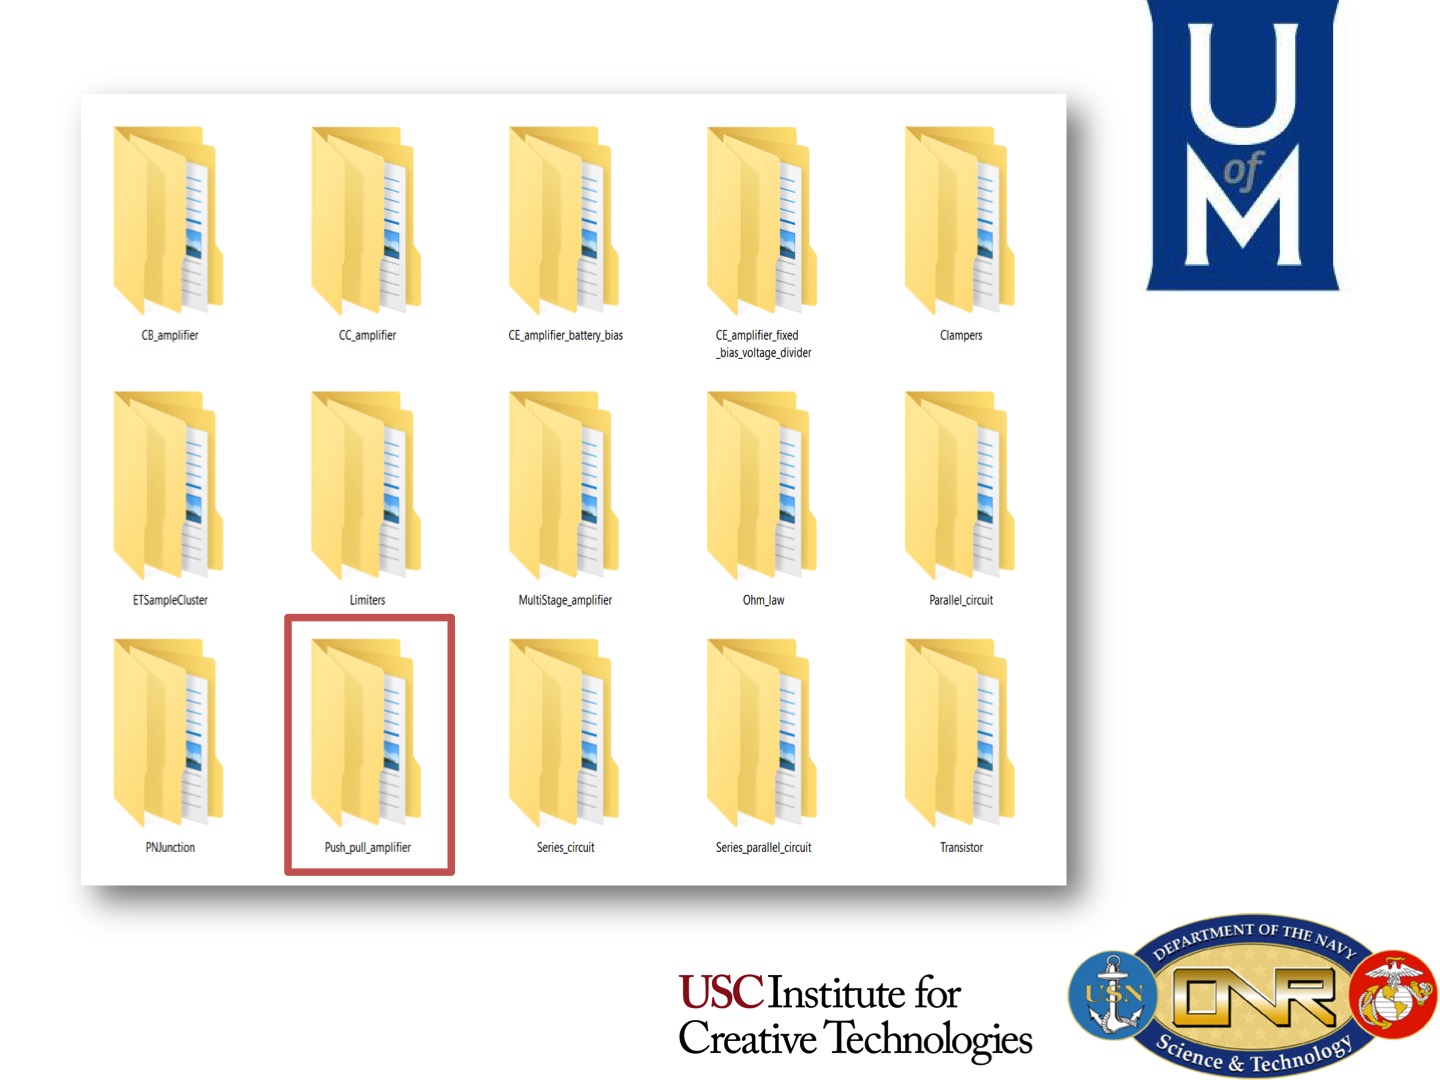 U
of
M
CB_amplifier
CC_amplifier
CE_amplifier_battery_bias
CE_amplifier_fixed
_bias_voltage_divider
Clampers
ETSampleCluster
Limiters
MultiStage_amplifier
Ohm_law
Parallel_circuit
PNJunction
Push_pull_amplifier
Series_circuit
Series_parallel_circuit
Transistor
USC Institute for
Creative Technologies
DEPARTMENT OF THE NAVY
USN
ONR
Science & Technology